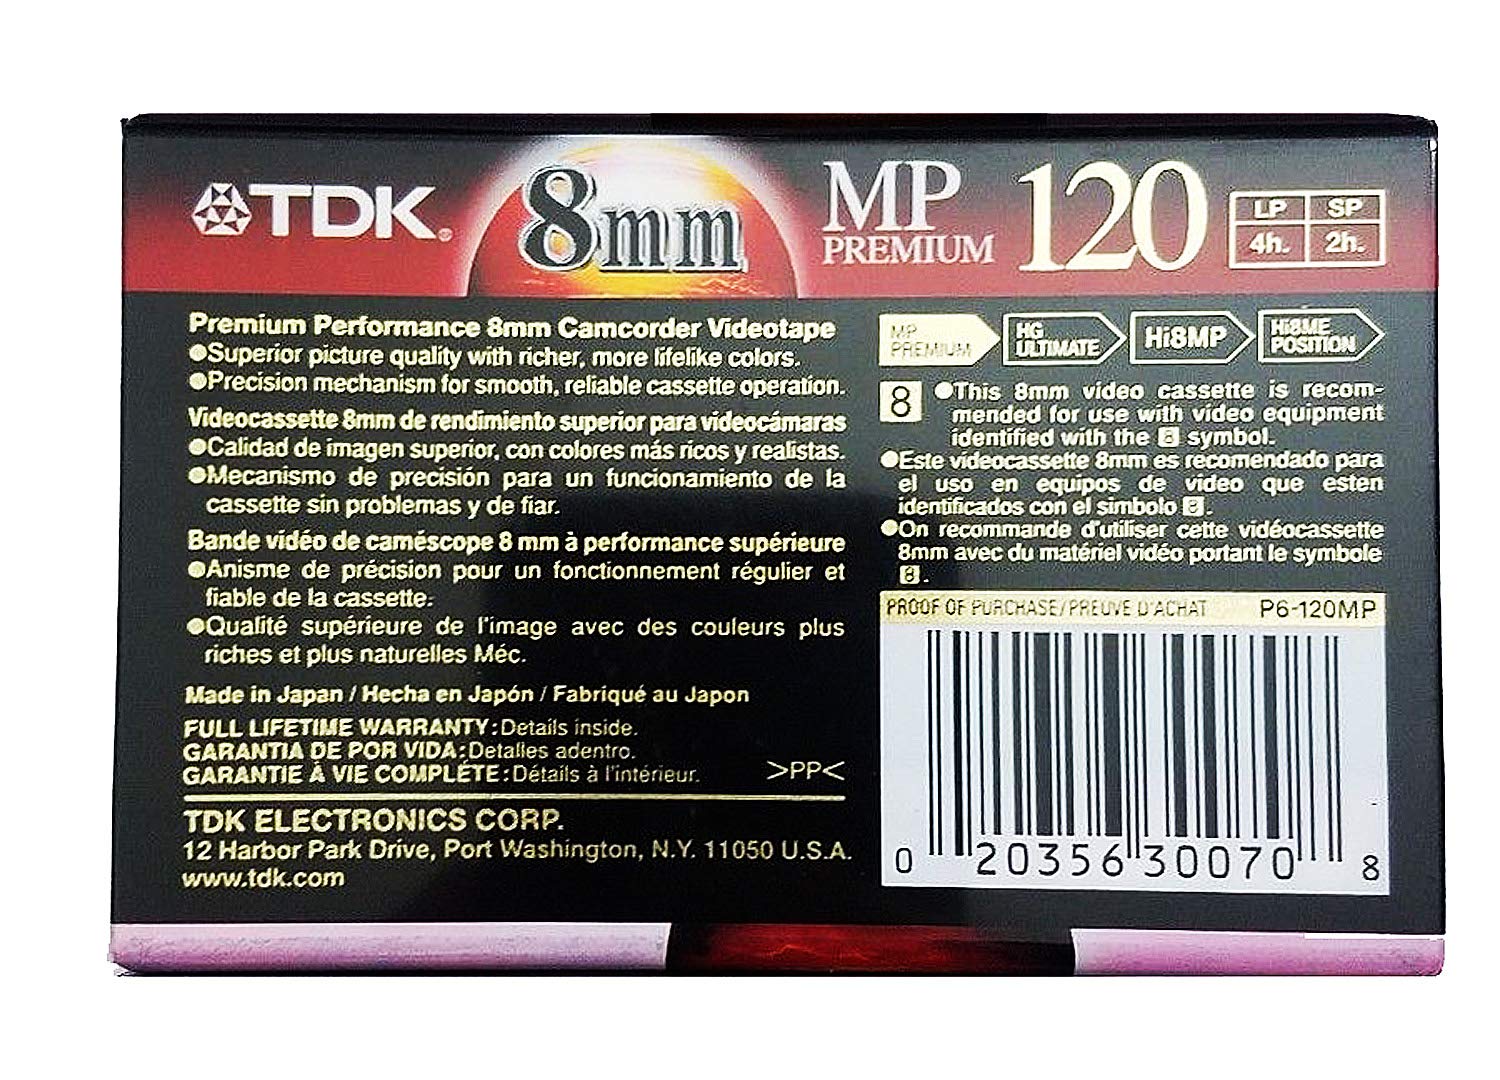 TDK
8mm
MP
PREMIUM
120
LP SP
4h. 2h.
Premium Performance 8mm Camcorder Videotape
●Superior picture quality with richer, more lifelike colors.
●Precision mechanism for smooth, reliable cassette operation.
Videocassette 8mm de rendimiento superior para videocámaras
●Calidad de imagen superior, con colores más ricos y realistas.
●Mecanismo de precisión para un funcionamiento de la
cassette sin problemas y de fiar.
Bande vidéo de caméscope 8 mm à performance supérieure
●Anisme de précision pour un fonctionnement régulier et
fiable de la cassette.
●Qualité supérieure de l'image avec des couleurs plus
riches et plus naturelles Méc.
Made in Japan / Hecha en Japón / Fabriqué au Japon
FULL LIFETIME WARRANTY:Details inside.
GARANTIA DE POR VIDA:Detalles adentro.
GARANTIE À VIE COMPLÉTE:Détails à l'intérieur.
>PP<
TDK ELECTRONICS CORP.
12 Harbor Park Drive, Port Washington, N.Y. 11050 U.S.A.
www.tdk.com
MP
PREMIUM
HG
ULTIMATE
Hi8MP
Hi8ME
POSITION
8
●This 8mm video cassette is recom-
mended for use with video equipment
identified with the 8 symbol.
●Este videocassette 8mm es recomendado para
el uso en equipos de video que esten
identificados con el simbolo 8.
●On recommande d'utiliser cette vidéocassette
8mm avec du matériel vidéo portant le symbole
8.
PROOF OF PURCHASE/PREUVE D'ACHAT P6-120MP
0 20356 30070 8